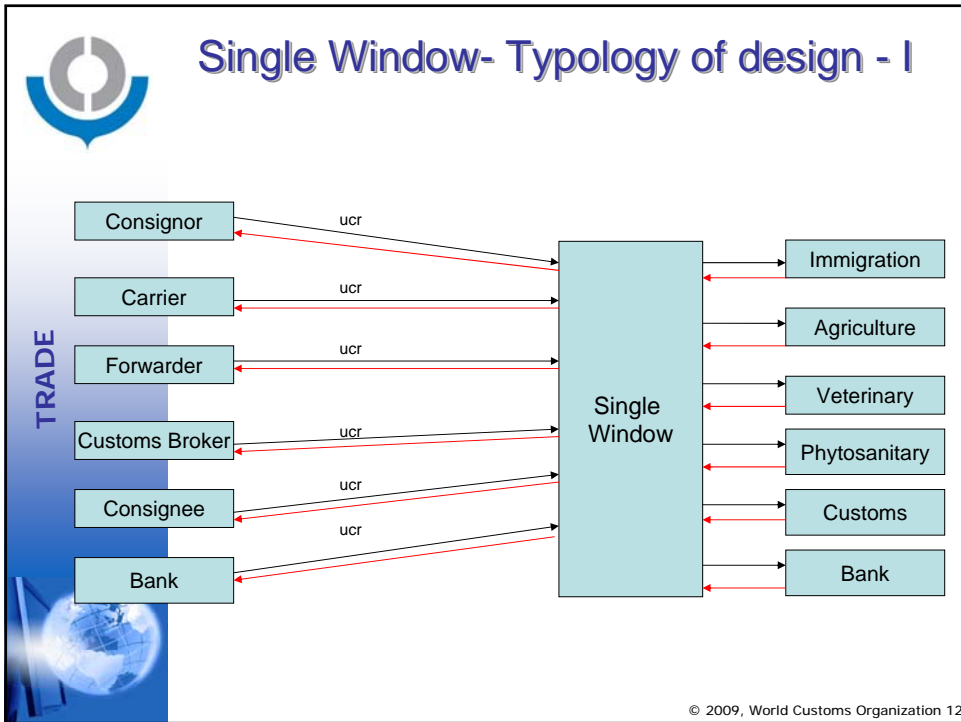 Single Window- Typology of design - I
TRADE
Consignor
ucr
Carrier
ucr
Forwarder
ucr
Customs Broker
ucr
Consignee
ucr
Bank
ucr
Single
Window
Immigration
Agriculture
Veterinary
Phytosanitary
Customs
Bank
© 2009, World Customs Organization 12